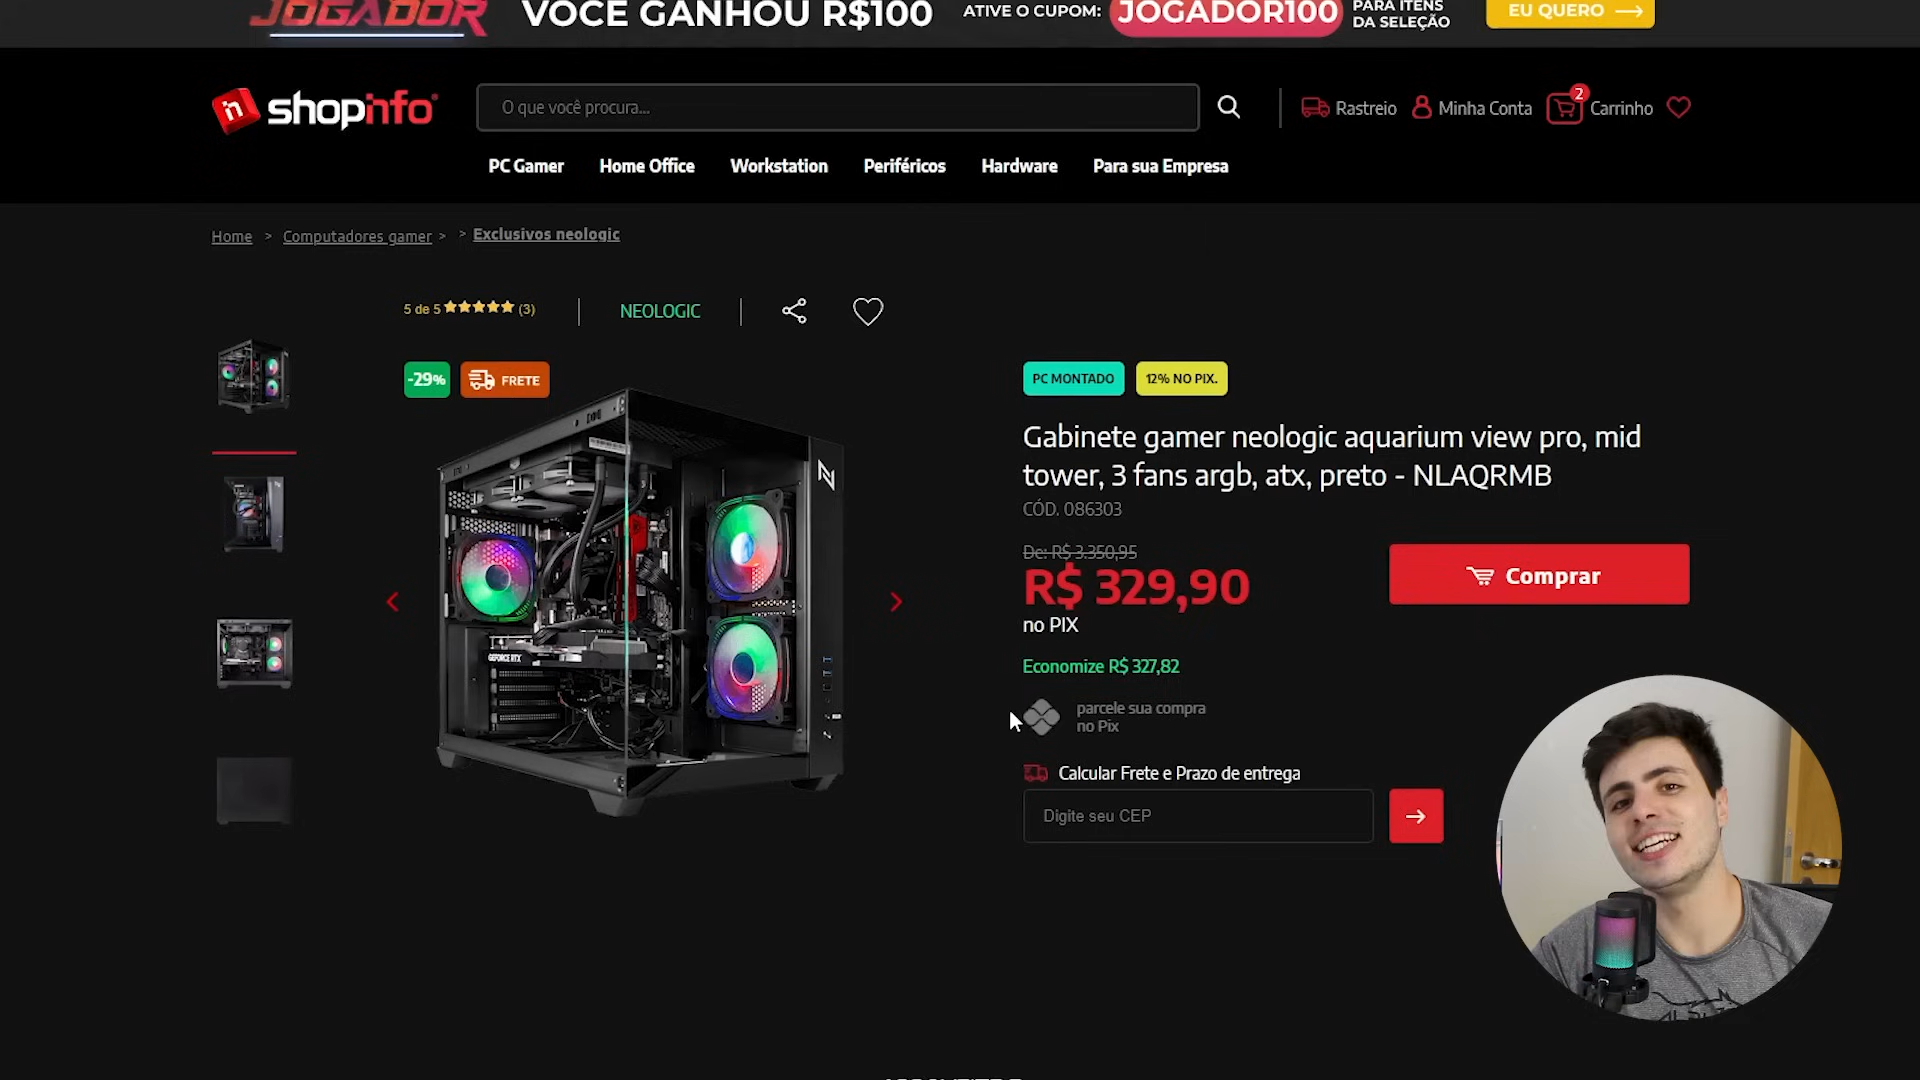 JOGADOR
VOCÊ GANHOU R$100
ATIVE O CUPOM:
JOGADOR100
PARA ITENS
DA SELEÇÃO
EU QUERO
shopinfo
O que você procura...
Rastreio
Minha Conta
2
Carrinho
PC Gamer
Home Office
Workstation
Periféricos
Hardware
Para sua Empresa
Home > Computadores gamer > > Exclusivos neologic
5 de 5 (3)
NEOLOGIC
-29%
FRETE
PC MONTADO
12% NO PIX.
Gabinete gamer neologic aquarium view pro, mid
tower, 3 fans argb, atx, preto - NLAQRMB
CÓD. 086303
De: R$ 3.350,95
R$ 329,90
no PIX
Comprar
Economize R$ 327,82
parcele sua compra
no Pix
Calcular Frete e Prazo de entrega
Digite seu CEP
GEFORCE RTX